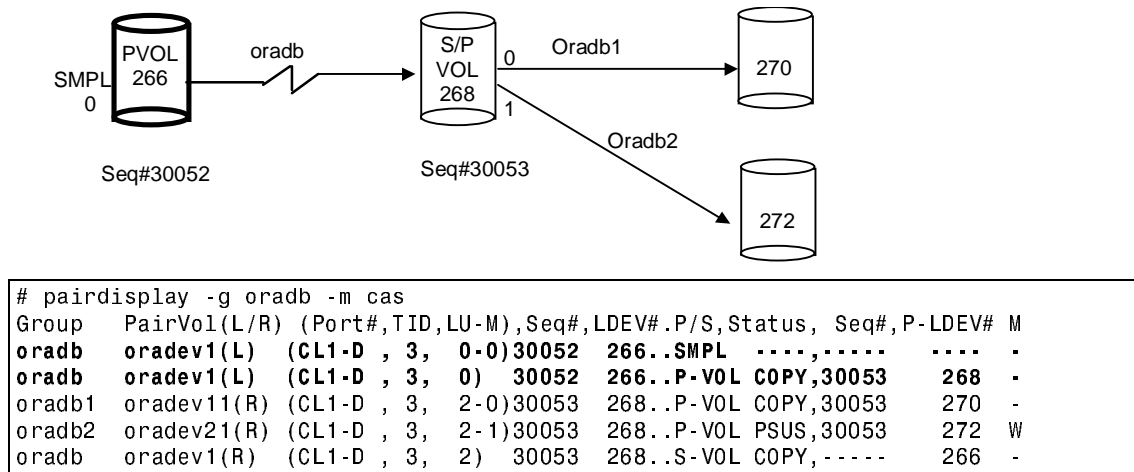 oradb
Oradb1
PVOL
266
SMPL
0
S/P
VOL
268
0
1
270
Oradb2
Seq#30052
Seq#30053
272
# pairdisplay -g oradb -m cas
Group PairVol(L/R) (Port#,TID,LU-M),Seq#,LDEV#.P/S,Status, Seq#,P-LDEV# M
oradb oradev1(L) (CL1-D , 3, 0-0)30052 266..SMPL ----,----- ---- -
oradb oradev1(L) (CL1-D , 3, 0) 30052 266..P-VOL COPY,30053 268 -
oradb1 oradev11(R) (CL1-D , 3, 2-0)30053 268..P-VOL COPY,30053 270 -
oradb2 oradev21(R) (CL1-D , 3, 2-1)30053 268..P-VOL PSUS,30053 272 W
oradb oradev1(R) (CL1-D , 3, 2) 30053 268..S-VOL COPY,----- 266 -